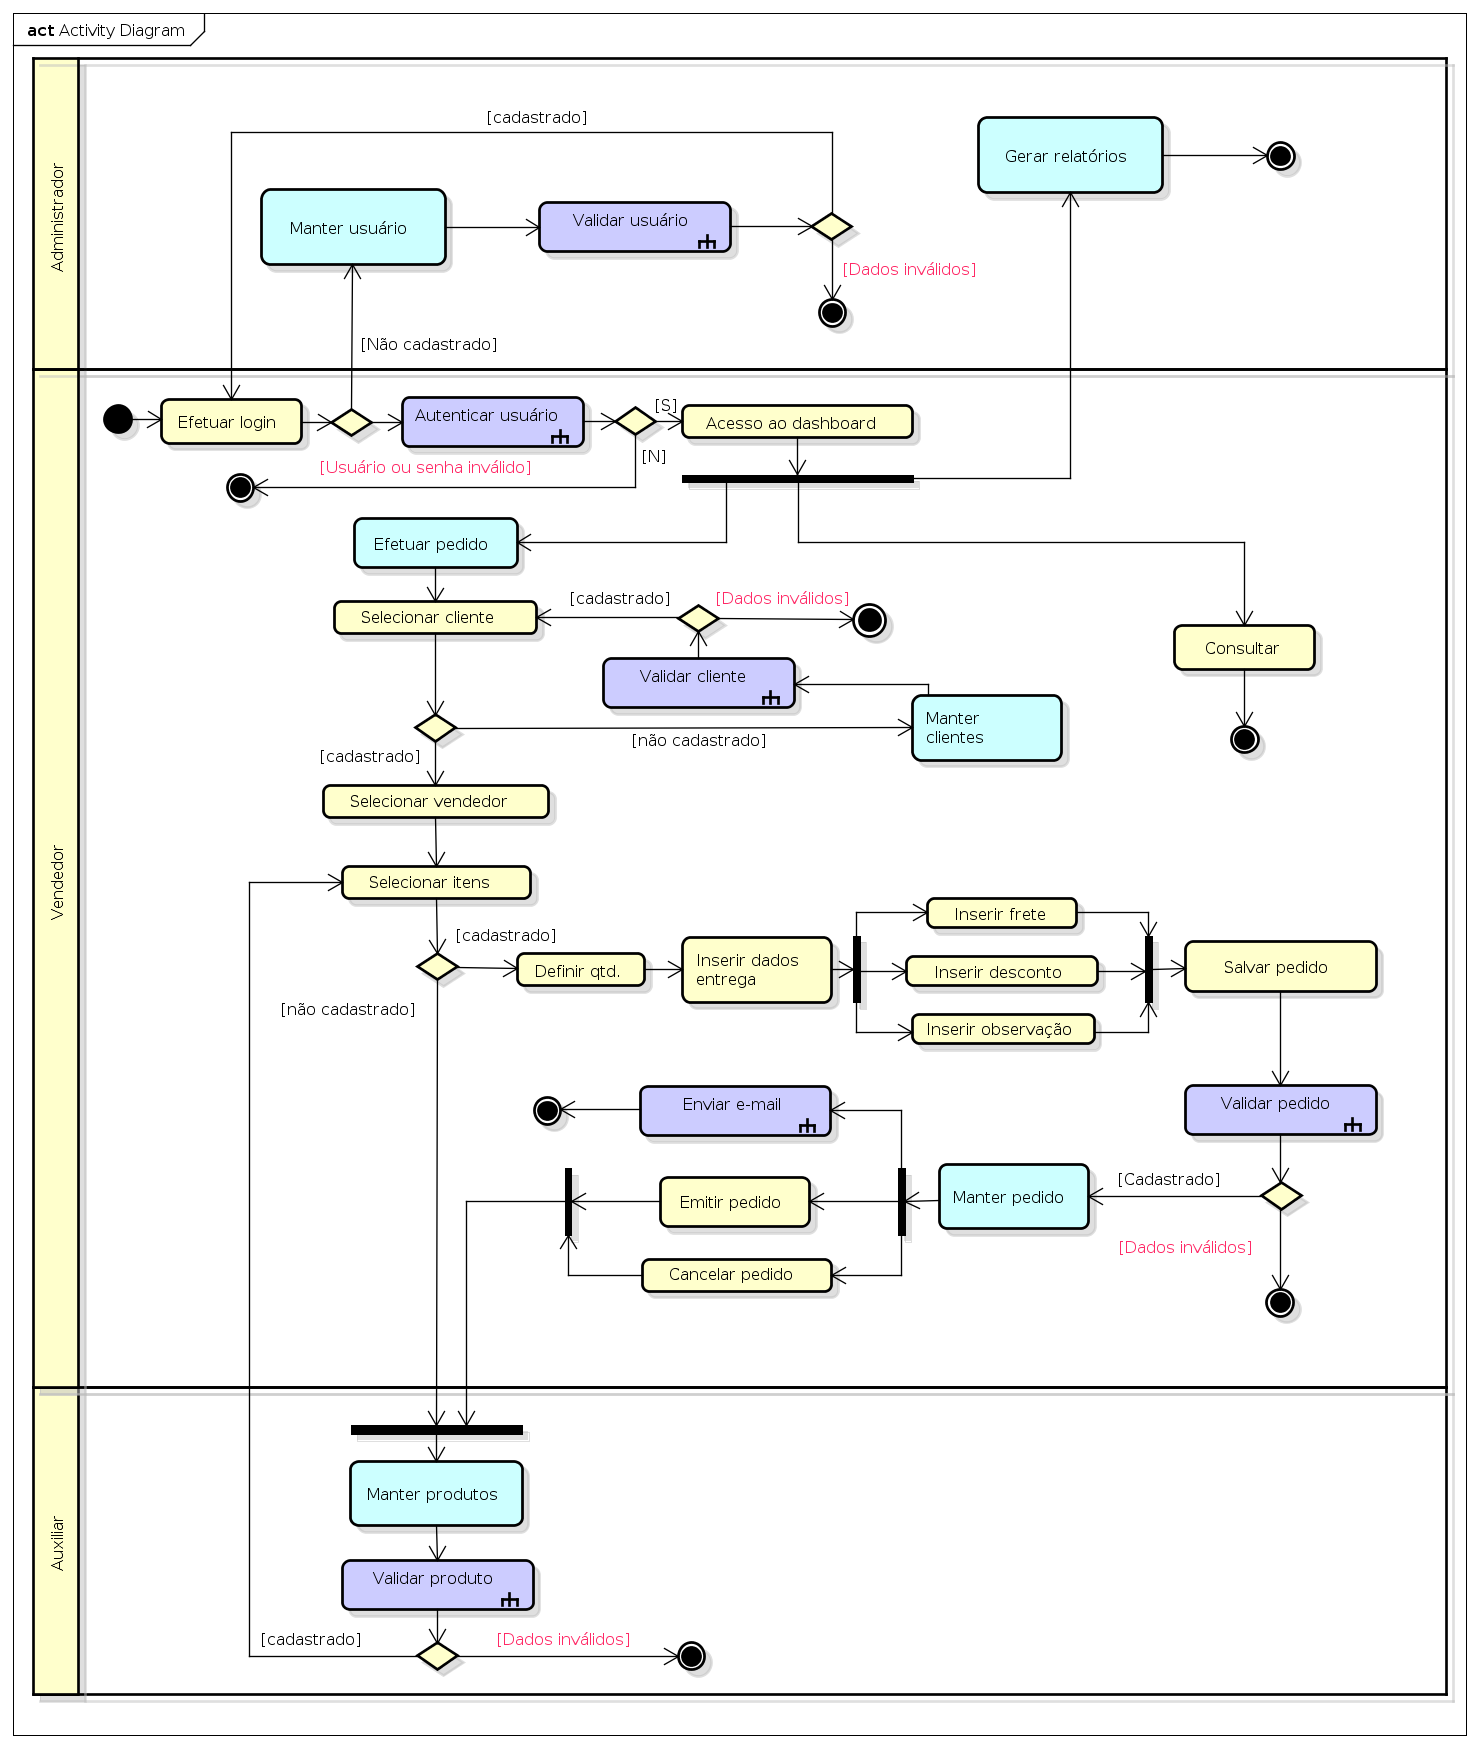 act Activity Diagram
Administrador
[cadastrado]
Gerar relatórios
Manter usuário
Validar usuário
[Dados inválidos]
[Não cadastrado]
Vendedor
Efetuar login
Autenticar usuário
[S]
Acesso ao dashboard
[N]
[Usuário ou senha inválido]
Efetuar pedido
Selecionar cliente
[cadastrado]
[Dados inválidos]
Consultar
Validar cliente
Manter
clientes
[não cadastrado]
[cadastrado]
Selecionar vendedor
Selecionar itens
[cadastrado]
Definir qtd.
Inserir dados
entrega
Inserir frete
Inserir desconto
Inserir observação
Salvar pedido
[não cadastrado]
Enviar e-mail
Validar pedido
[Cadastrado]
Manter pedido
Emitir pedido
[Dados inválidos]
Cancelar pedido
Auxiliar
Manter produtos
Validar produto
[cadastrado]
[Dados inválidos]